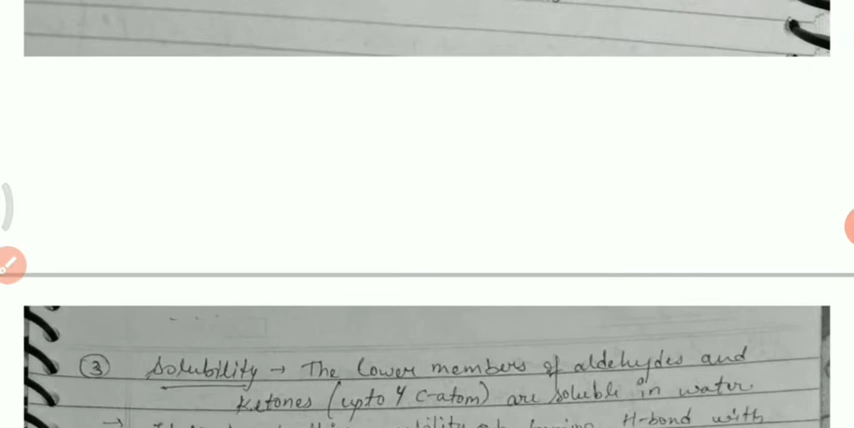 ③ Solubility → The lower members of aldehydes and
Ketones (upto 4 C-atom) are soluble in water
→ H-bond with